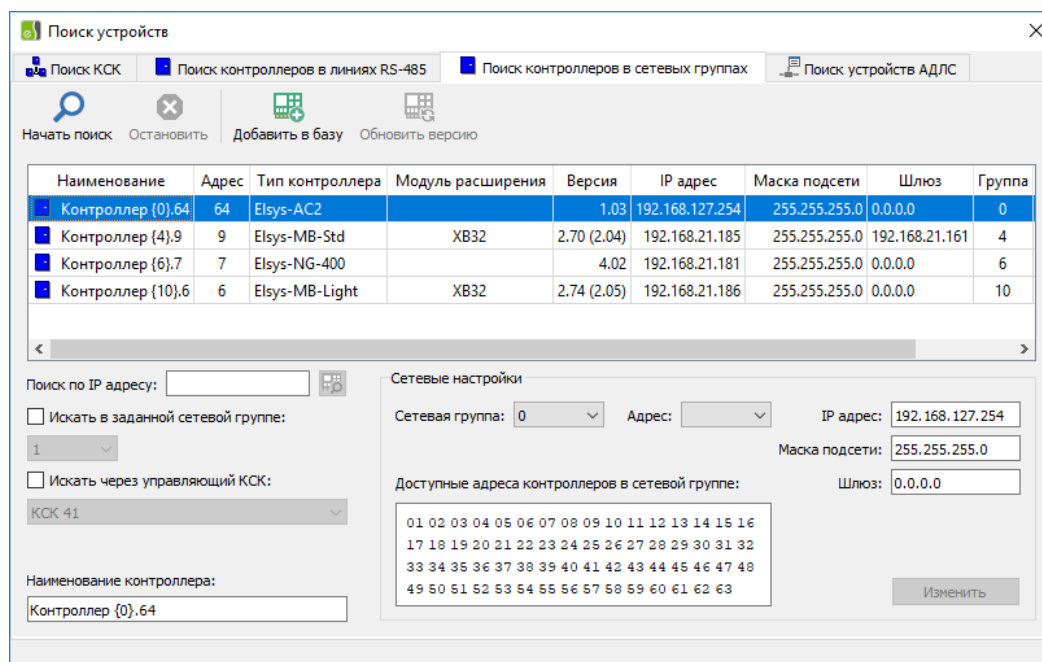 Поиск устройств
Поиск КСК Поиск контроллеров в линиях RS-485 Поиск контроллеров в сетевых группах Поиск устройств АДЛС
Начать поиск Остановить Добавить в базу Обновить версию
Наименование Адрес Тип контроллера Модуль расширения Версия IP адрес Маска подсети Шлюз Группа
Контроллер {0}.64 64 Elsys-AC2 1.03 192.168.127.254 255.255.255.0 0.0.0.0 0
Контроллер {4}.9 9 Elsys-MB-Std XB32 2.70 (2.04) 192.168.21.185 255.255.255.0 192.168.21.161 4
Контроллер {6}.7 7 Elsys-NG-400 4.02 192.168.21.181 255.255.255.0 0.0.0.0 6
Контроллер {10}.6 6 Elsys-MB-Light XB32 2.74 (2.05) 192.168.21.186 255.255.255.0 0.0.0.0 10
Поиск по IP адресу:
Искать в заданной сетевой группе:
1
Искать через управляющий КСК:
КСК 41
Наименование контроллера:
Контроллер {0}.64
Сетевые настройки
Сетевая группа: 0 Адрес: IP адрес: 192.168.127.254
Маска подсети: 255.255.255.0
Доступные адреса контроллеров в сетевой группе: Шлюз: 0.0.0.0
01 02 03 04 05 06 07 08 09 10 11 12 13 14 15 16
17 18 19 20 21 22 23 24 25 26 27 28 29 30 31 32
33 34 35 36 37 38 39 40 41 42 43 44 45 46 47 48
49 50 51 52 53 54 55 56 57 58 59 60 61 62 63
Изменить